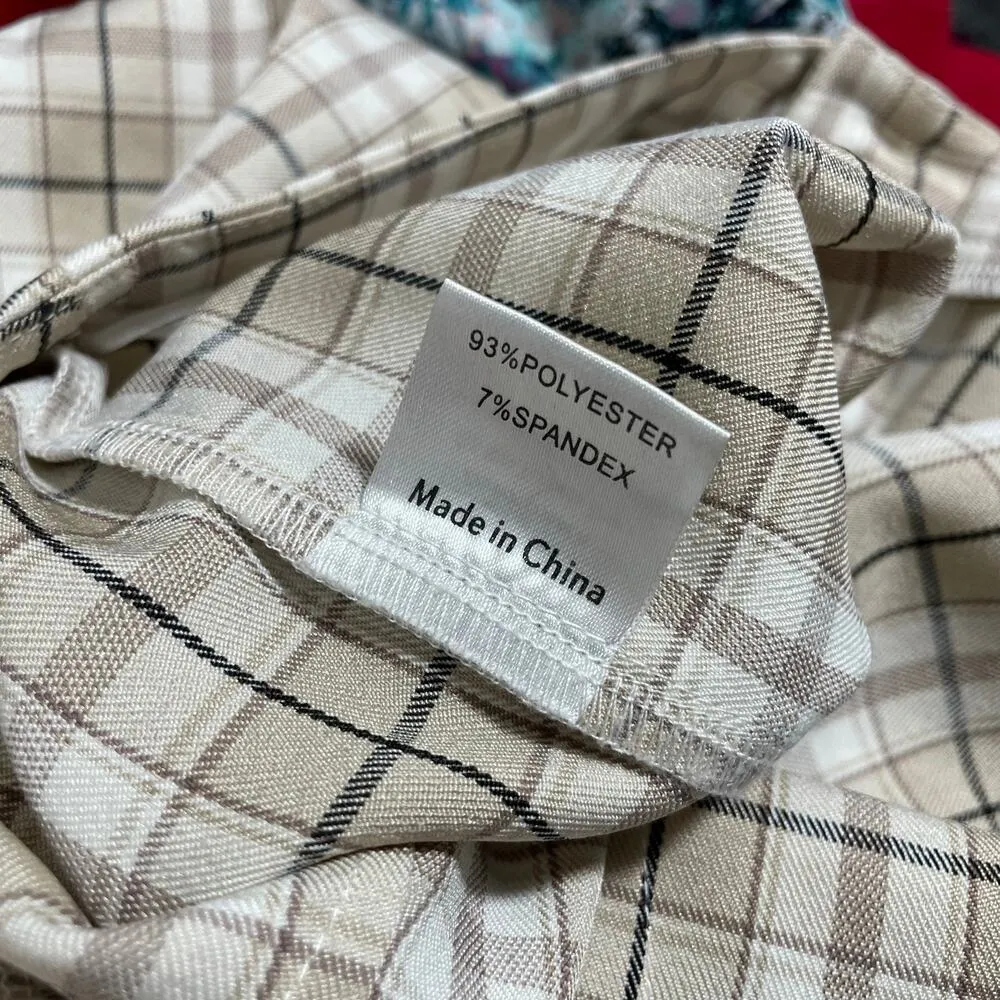 93%POLYESTER
7%SPANDEX
Made in China